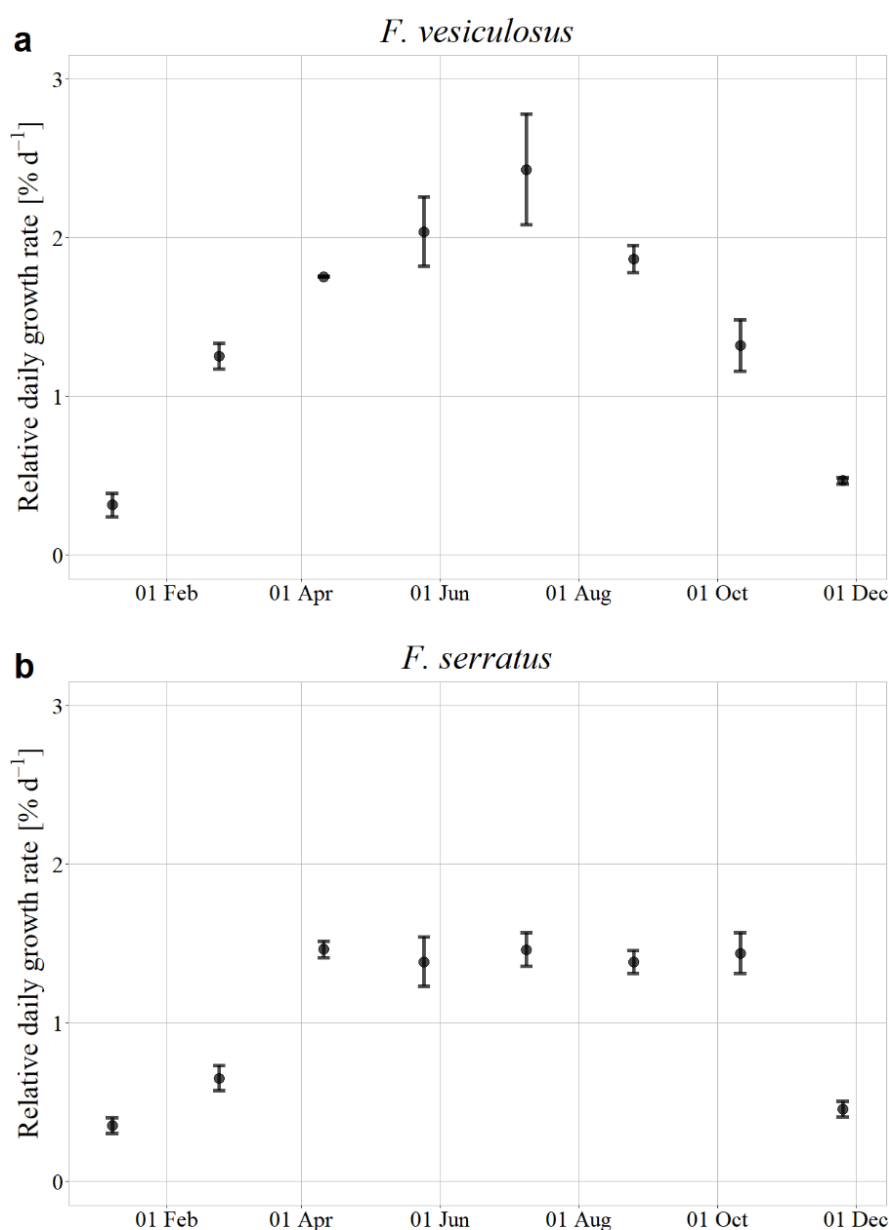 a
F. vesiculosus
Relative daily growth rate [% d⁻¹]
3
2
1
0
01 Feb 01 Apr 01 Jun 01 Aug 01 Oct 01 Dec
b
F. serratus
Relative daily growth rate [% d⁻¹]
3
2
1
0
01 Feb 01 Apr 01 Jun 01 Aug 01 Oct 01 Dec